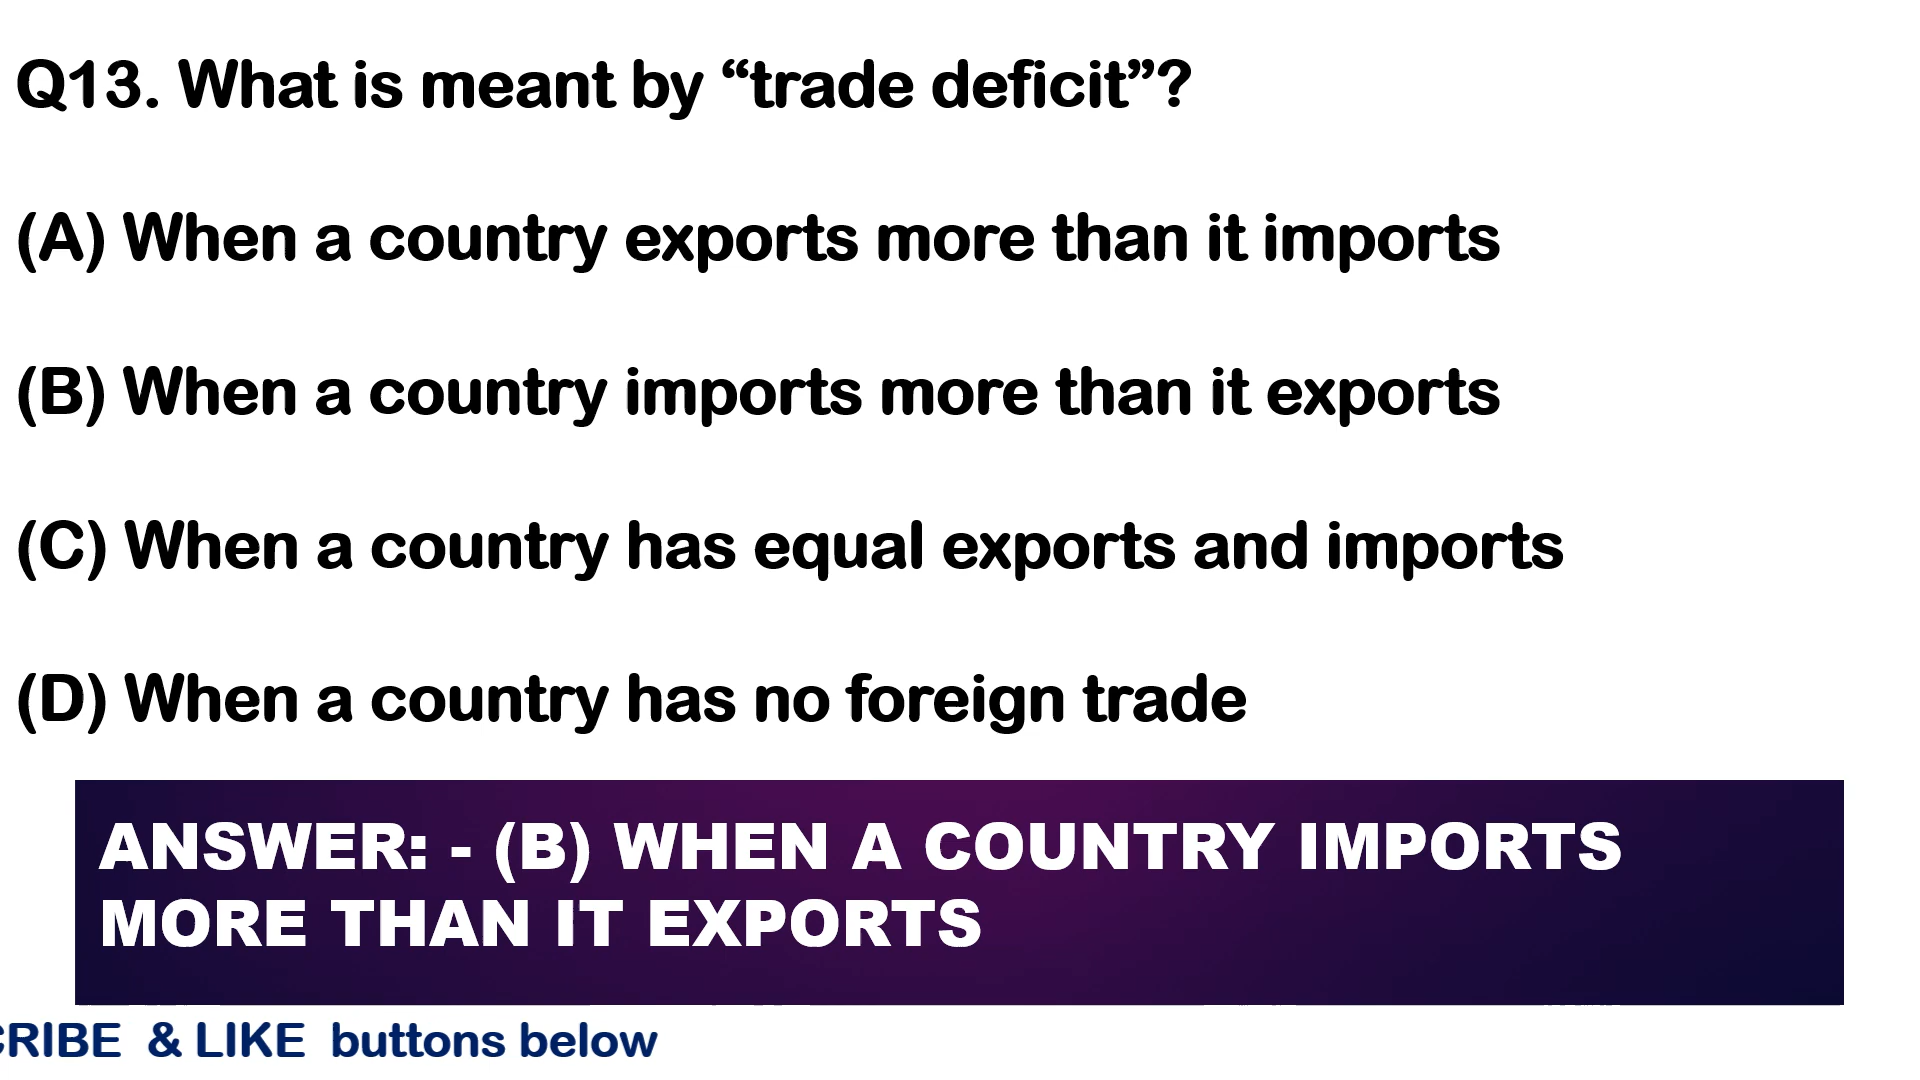 Q13. What is meant by “trade deficit”?
(A) When a country exports more than it imports
(B) When a country imports more than it exports
(C) When a country has equal exports and imports
(D) When a country has no foreign trade
ANSWER: - (B) WHEN A COUNTRY IMPORTS
MORE THAN IT EXPORTS
& LIKE buttons below